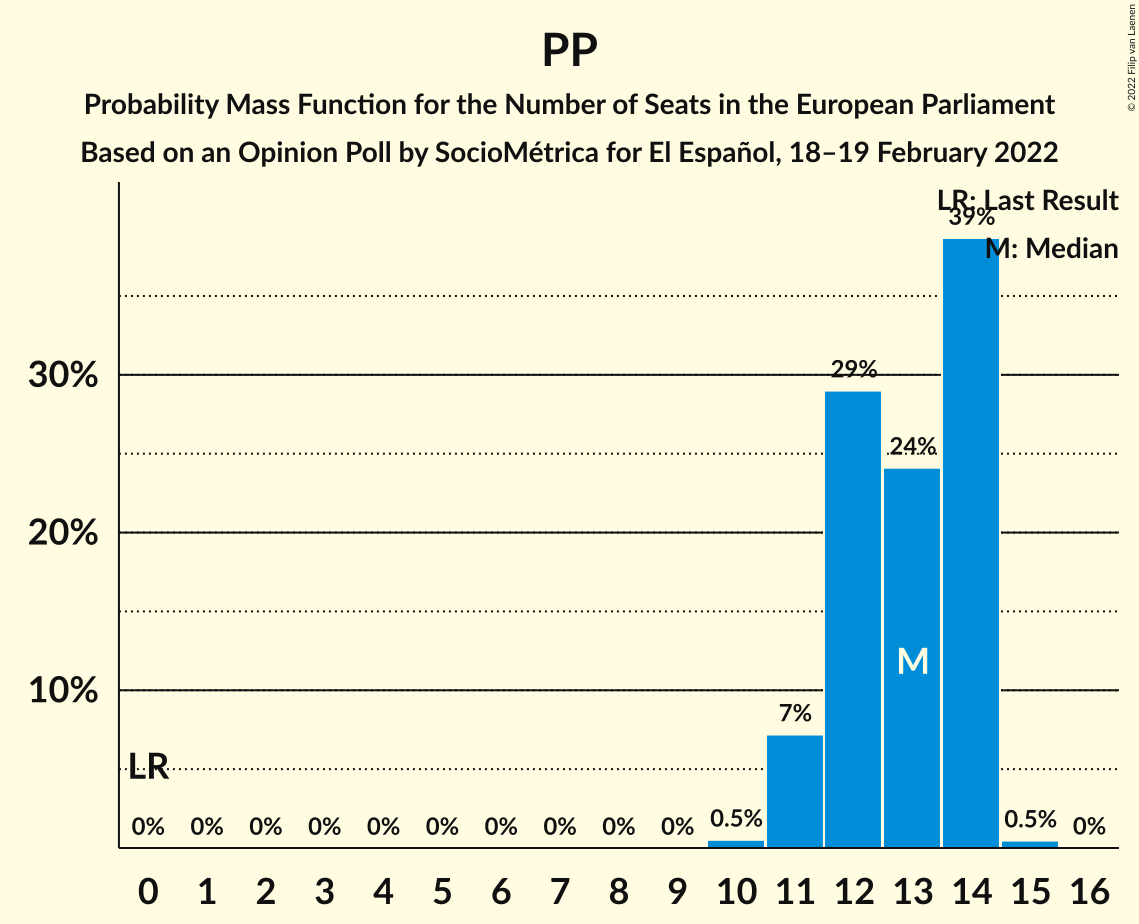 PP
Probability Mass Function for the Number of Seats in the European Parliament
Based on an Opinion Poll by SocioMétrica for El Español, 18–19 February 2022
© 2022 Filip van Laenen
LR: Last Result
M: Median
39%
30%
29%
24%
20%
M
10%
7%
LR
0% 0% 0% 0% 0% 0% 0% 0% 0% 0% 0.5% 0.5% 0%
0 1 2 3 4 5 6 7 8 9 10 11 12 13 14 15 16